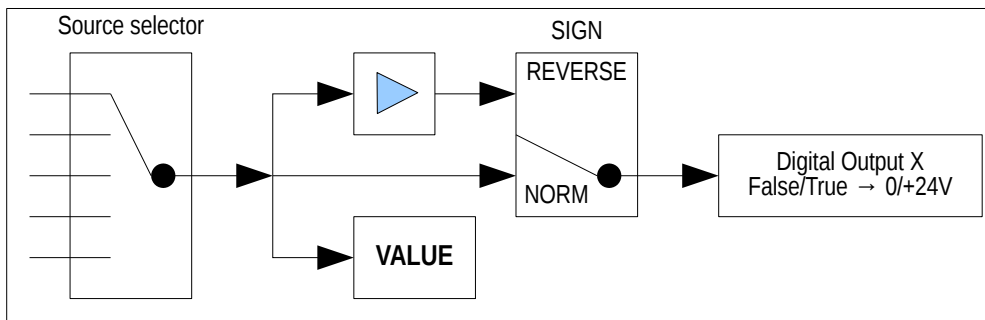 Source selector
SIGN
REVERSE
NORM
VALUE
Digital Output X
False/True → 0/+24V